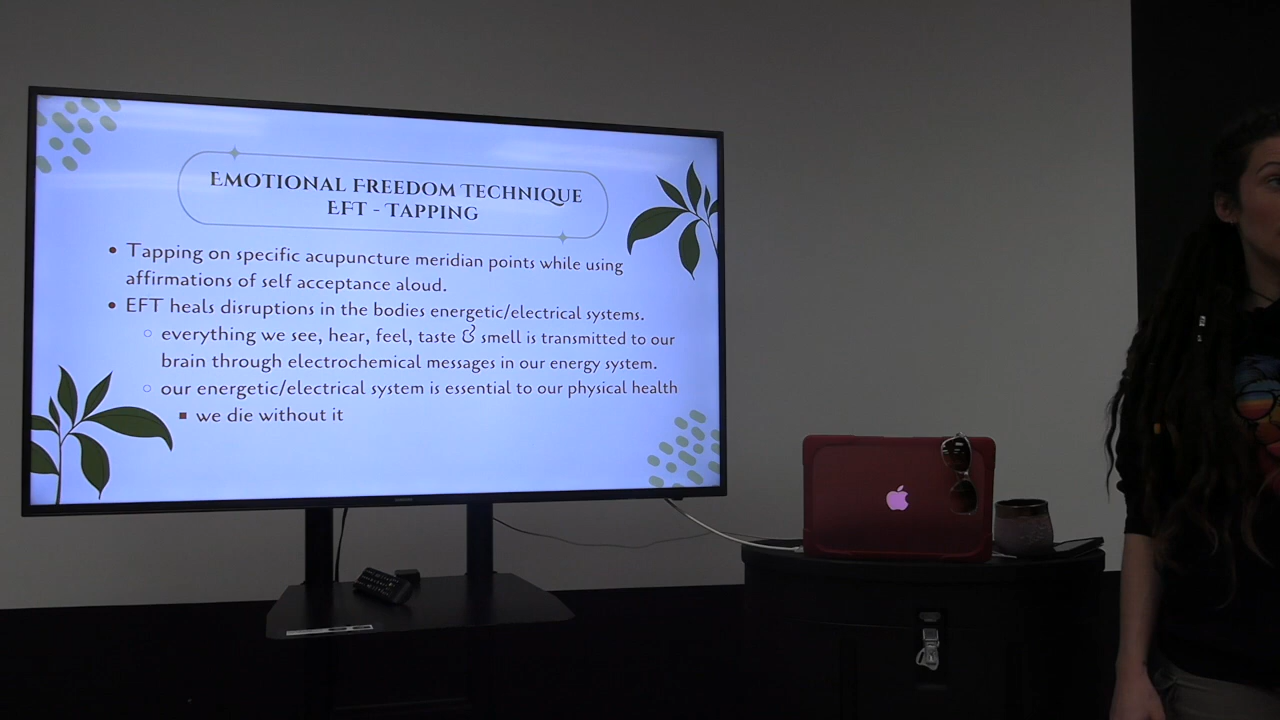 Emotional Freedom Technique
EFT - Tapping
• Tapping on specific acupuncture meridian points while using
affirmations of self acceptance aloud.
• EFT heals disruptions in the bodies energetic/electrical systems.
○ everything we see, hear, feel, taste & smell is transmitted to our
brain through electrochemical messages in our energy system.
○ our energetic/electrical system is essential to our physical health
▪ we die without it
SAMSUNG